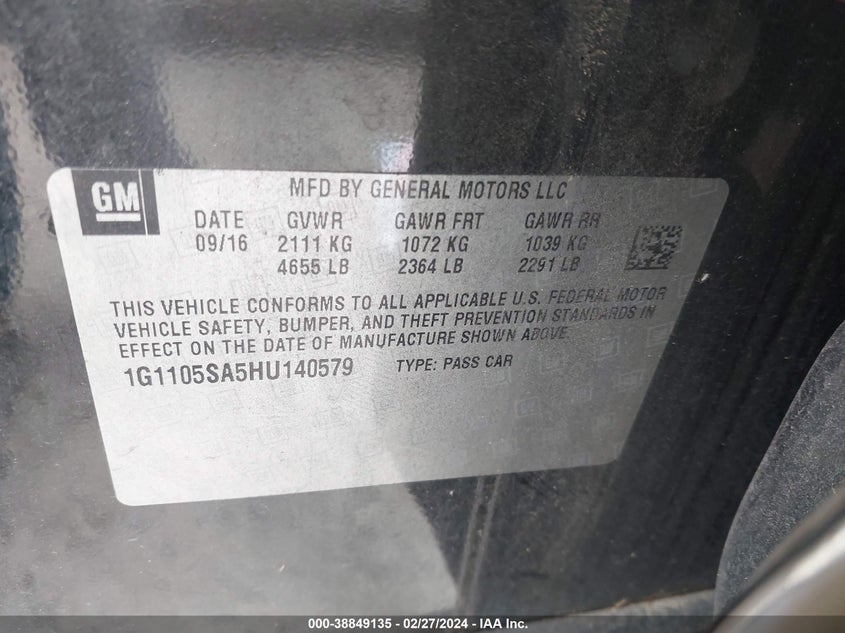 GM
MFD BY GENERAL MOTORS LLC
DATE GVWR GAWR FRT GAWR RR
09/16 2111 KG 1072 KG 1039 KG
4655 LB 2364 LB 2291 LB
THIS VEHICLE CONFORMS TO ALL APPLICABLE U.S. FEDERAL MOTOR
VEHICLE SAFETY, BUMPER, AND THEFT PREVENTION STANDARDS IN
EFFECT ON THE DATE OF MANUFACTURE SHOWN ABOVE.
1G1105SA5HU140579 TYPE: PASS CAR
000-38849135 - 02/27/2024 - IAA Inc.